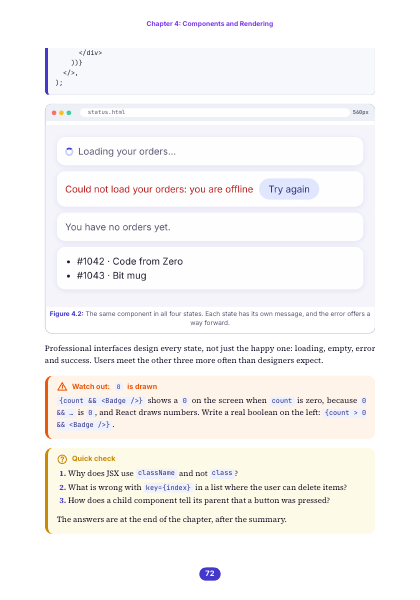 Chapter 4: Components and Rendering
</div>
))}
</>,
);
status.html
560px
Loading your orders...
Could not load your orders: you are offline Try again
You have no orders yet.
• #1042 · Code from Zero
• #1043 · Bit mug
Figure 4.2: The same component in all four states. Each state has its own message, and the error offers a
way forward.
Professional interfaces design every state, not just the happy one: loading, empty, error
and success. Users meet the other three more often than designers expect.
Watch out: 0 is drawn
{count && <Badge />} shows a 0 on the screen when count is zero, because 0
&& … is 0, and React draws numbers. Write a real boolean on the left: {count > 0
&& <Badge />}.
Quick check
1. Why does JSX use className and not class?
2. What is wrong with key={index} in a list where the user can delete items?
3. How does a child component tell its parent that a button was pressed?
The answers are at the end of the chapter, after the summary.
72